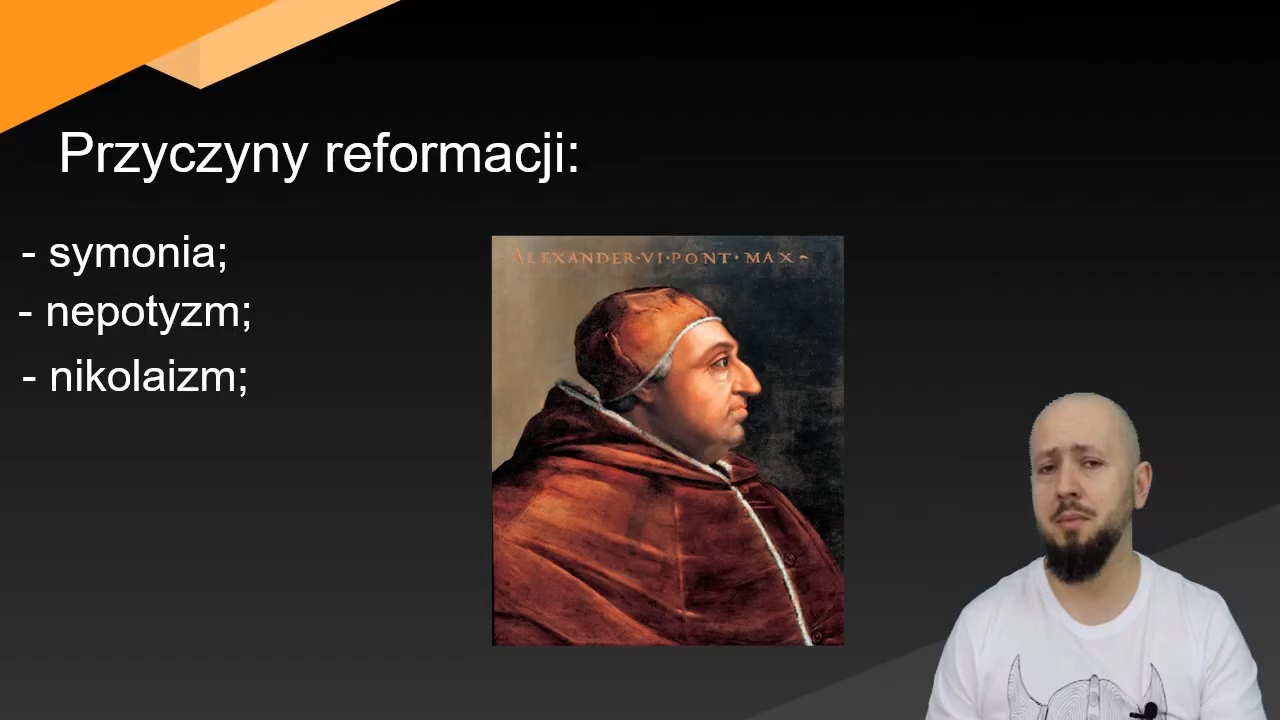 Przyczyny reformacji:
- symonia;
- nepotyzm;
- nikolaizm;
ALEXANDER·VI·PONT·MAX